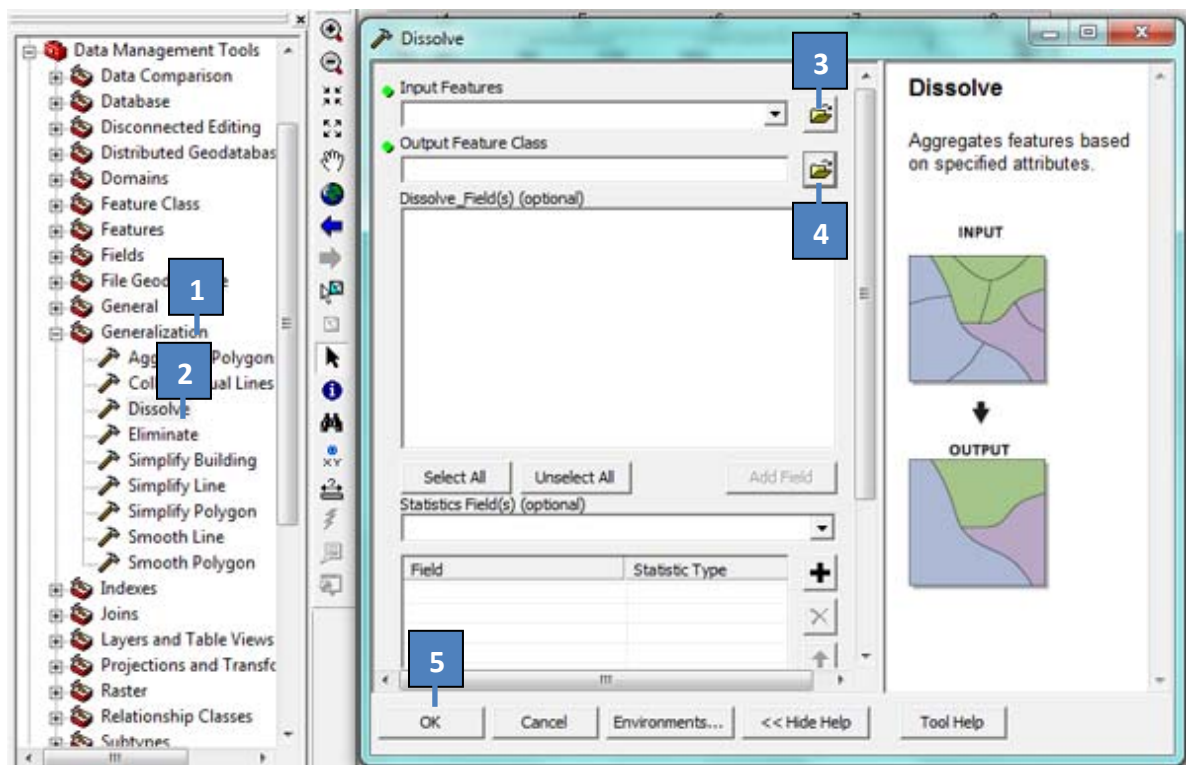 Data Management Tools
Data Comparison
Database
Disconnected Editing
Distributed Geodatabas
Domains
Feature Class
Features
Fields
File Geod
1
General
Generalization
Polygon
2
ual Lines
Dissolve
Eliminate
Simplify Building
Simplify Line
Simplify Polygon
Smooth Line
Smooth Polygon
Indexes
Joins
Layers and Table Views
Projections and Transfo
Raster
Relationship Classes
Subtypes
XY
Dissolve
3
Input Features
Output Feature Class
Dissolve_Field(s) (optional)
4
Select All
Unselect All
Add Field
Statistics Field(s) (optional)
Field
Statistic Type
5
OK
Cancel
Environments...
<< Hide Help
Tool Help
Dissolve
Aggregates features based
on specified attributes.
INPUT
OUTPUT